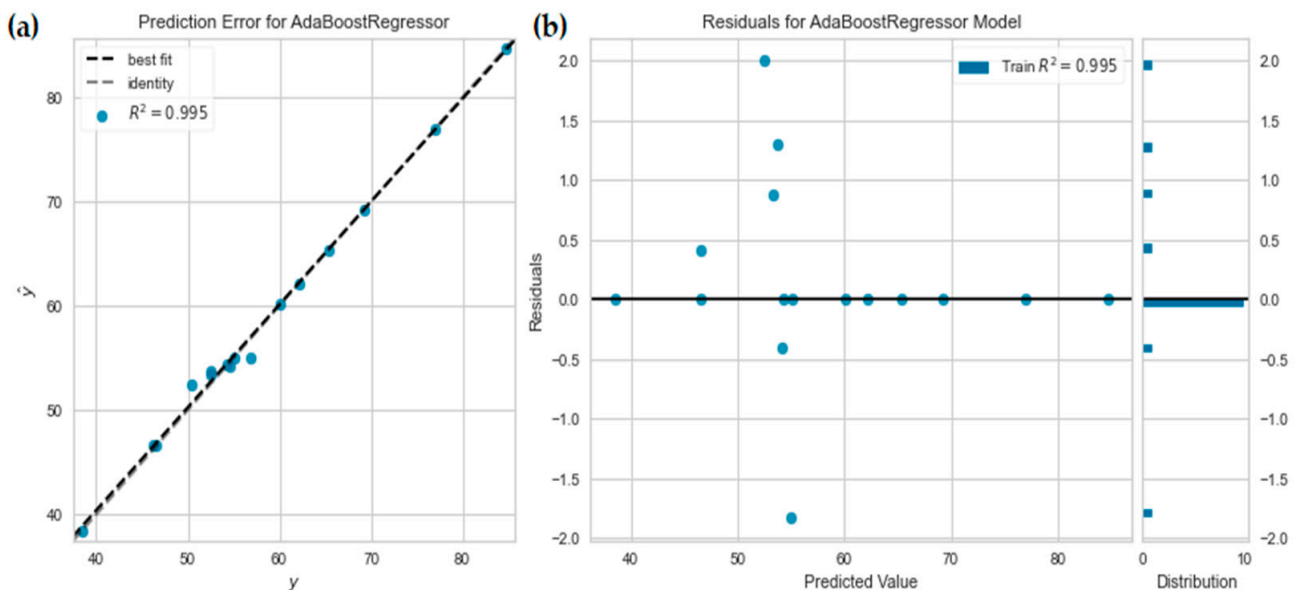 (a)
Prediction Error for AdaBoostRegressor
best fit
identity
R² = 0.995
80
70
60
50
40
ŷ
40 50 60 70 80
y
(b)
Residuals for AdaBoostRegressor Model
Train R² = 0.995
2.0
1.5
1.0
0.5
0.0
−0.5
−1.0
−1.5
−2.0
Residuals
40 50 60 70 80
Predicted Value
2.0
1.5
1.0
0.5
0.0
−0.5
−1.0
−1.5
−2.0
0 10
Distribution